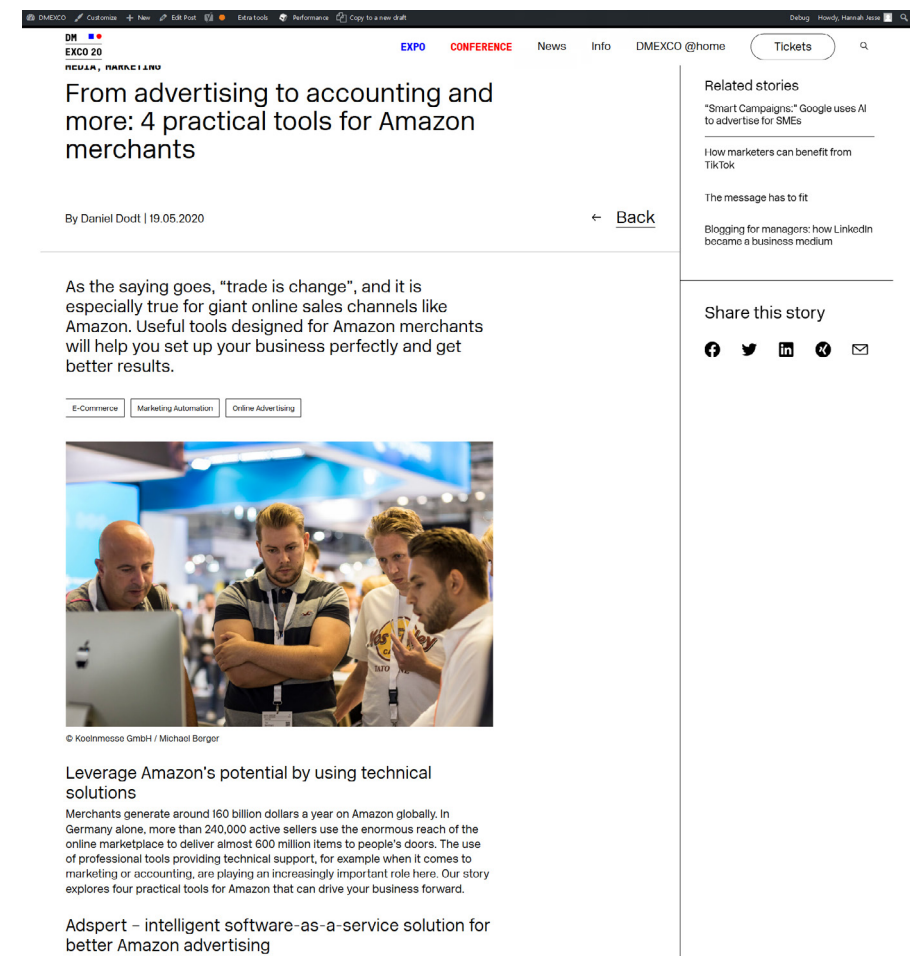 DMEXCO Customize + New Edit Post Extra tools Performance Copy to a new draft Debug Howdy, Hannah Jesse
DM
EXCO 20
EXPO CONFERENCE News Info DMEXCO @home Tickets
MEDIA, MARKETING
From advertising to accounting and
more: 4 practical tools for Amazon
merchants
By Daniel Dodt | 19.05.2020
← Back
Related stories
“Smart Campaigns:” Google uses AI
to advertise for SMEs
How marketers can benefit from
TikTok
The message has to fit
Blogging for managers: how LinkedIn
became a business medium
Share this story
As the saying goes, “trade is change”, and it is
especially true for giant online sales channels like
Amazon. Useful tools designed for Amazon merchants
will help you set up your business perfectly and get
better results.
E-Commerce Marketing Automation Online Advertising
© Koelnmesse GmbH / Michael Berger
Leverage Amazon’s potential by using technical
solutions
Merchants generate around 160 billion dollars a year on Amazon globally. In
Germany alone, more than 240,000 active sellers use the enormous reach of the
online marketplace to deliver almost 600 million items to people’s doors. The use
of professional tools providing technical support, for example when it comes to
marketing or accounting, are playing an increasingly important role here. Our story
explores four practical tools for Amazon that can drive your business forward.
Adspert – intelligent software-as-a-service solution for
better Amazon advertising